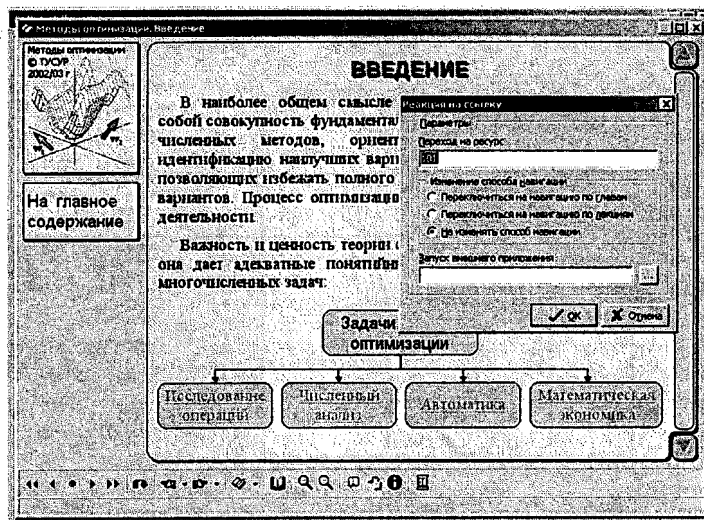 Методы оптимизации. Введение
Методы оптимизации
© ТУСУР
2002/03 г
На главное
содержание
ВВЕДЕНИЕ
В наиболее общем смысле
собой совокупность фундамента
численных методов, ориент
идентификацию наилучших вари
позволяющих избежать полного
вариантов. Процесс оптимизаци
деятельности.
Важность и ценность теории
она дает адекватные понятийн
многочисленных задач:
Задачи
оптимизации
Исследование
операций
Численный
анализ
Автоматика
Математическая
экономика
Реакция на ссылку
Параметры
Переход на ресурс:
Изменение способа навигации
Переключиться на навигацию по главам
Переключиться на навигацию по лекциям
Не изменять способ навигации
Запуск внешнего приложения
...
OK
Отмена